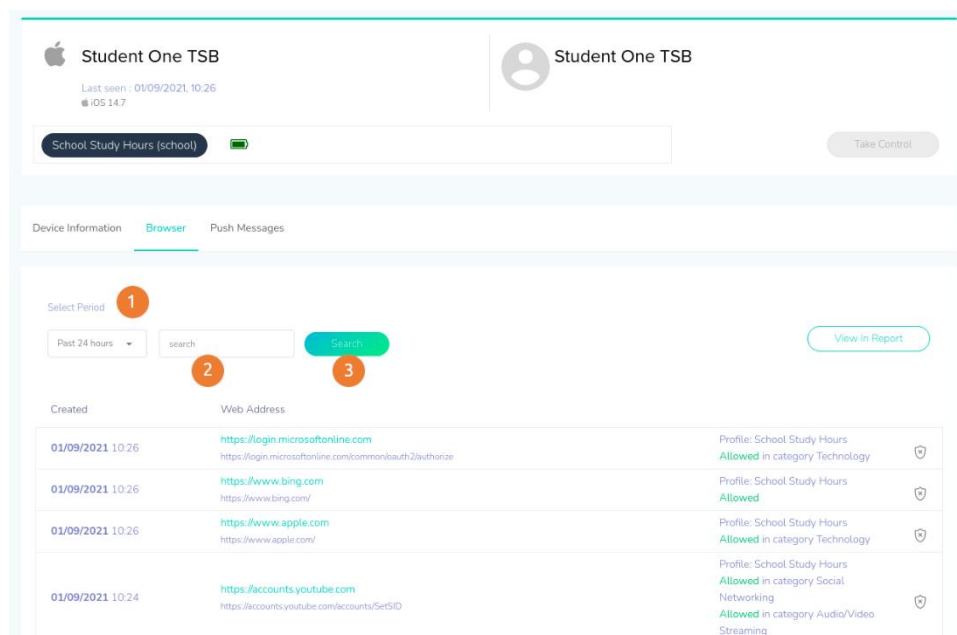 Student One TSB
Last seen : 01/09/2021, 10:26
iOS 14.7
Student One TSB
School Study Hours (school)
Take Control
Device Information
Browser
Push Messages
Select Period
1
Past 24 hours
search
Search
View In Report
2
3
Created
Web Address
01/09/2021 10:26
https://login.microsoftonline.com
https://login.microsoftonline.com/common/oauth2/authorize
Profile: School Study Hours
Allowed in category Technology
01/09/2021 10:26
https://www.bing.com
https://www.bing.com/
Profile: School Study Hours
Allowed
01/09/2021 10:26
https://www.apple.com
https://www.apple.com/
Profile: School Study Hours
Allowed in category Technology
01/09/2021 10:24
https://accounts.youtube.com
https://accounts.youtube.com/accounts/SetSID
Profile: School Study Hours
Allowed in category Social
Networking
Allowed in category Audio/Video
Streaming